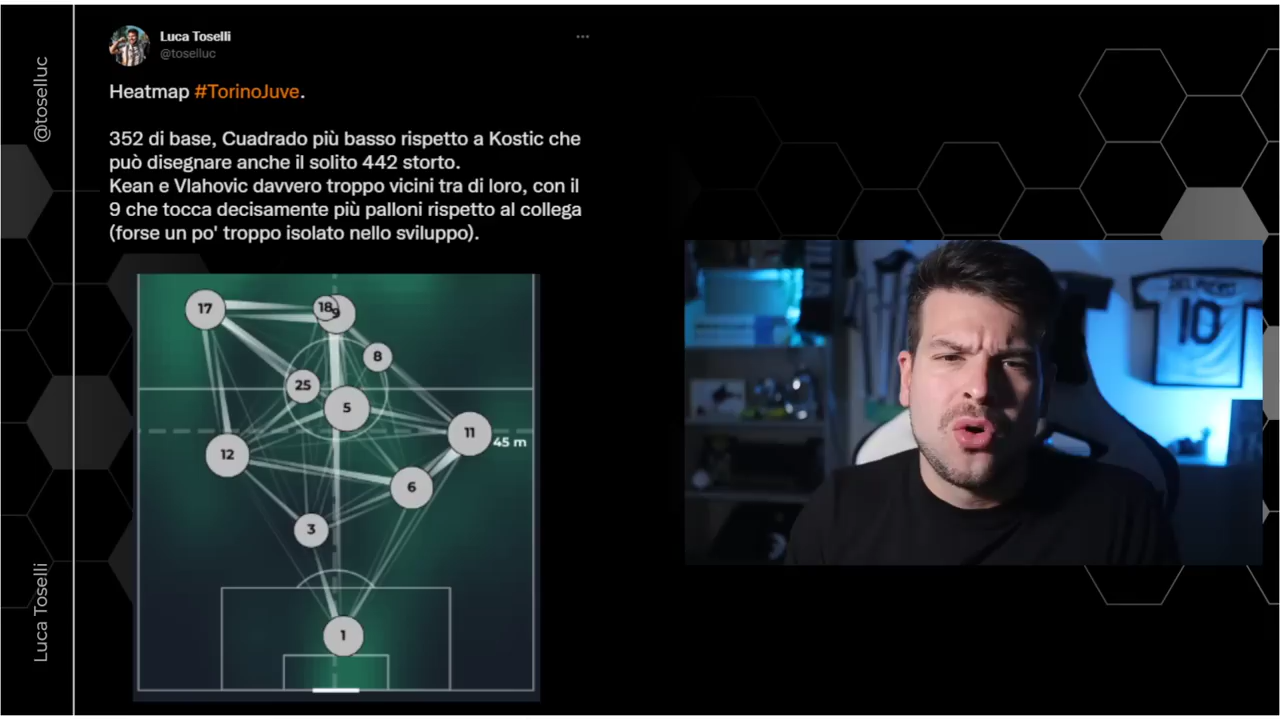 Luca Toselli
@toselluc
Heatmap #TorinoJuve.
352 di base, Cuadrado più basso rispetto a Kostic che
può disegnare anche il solito 442 storto.
Kean e Vlahovic davvero troppo vicini tra di loro, con il
9 che tocca decisamente più palloni rispetto al collega
(forse un po' troppo isolato nello sviluppo).
17
18
9
8
25
5
11
45 m
12
6
3
1
10
@toselluc
Luca Toselli